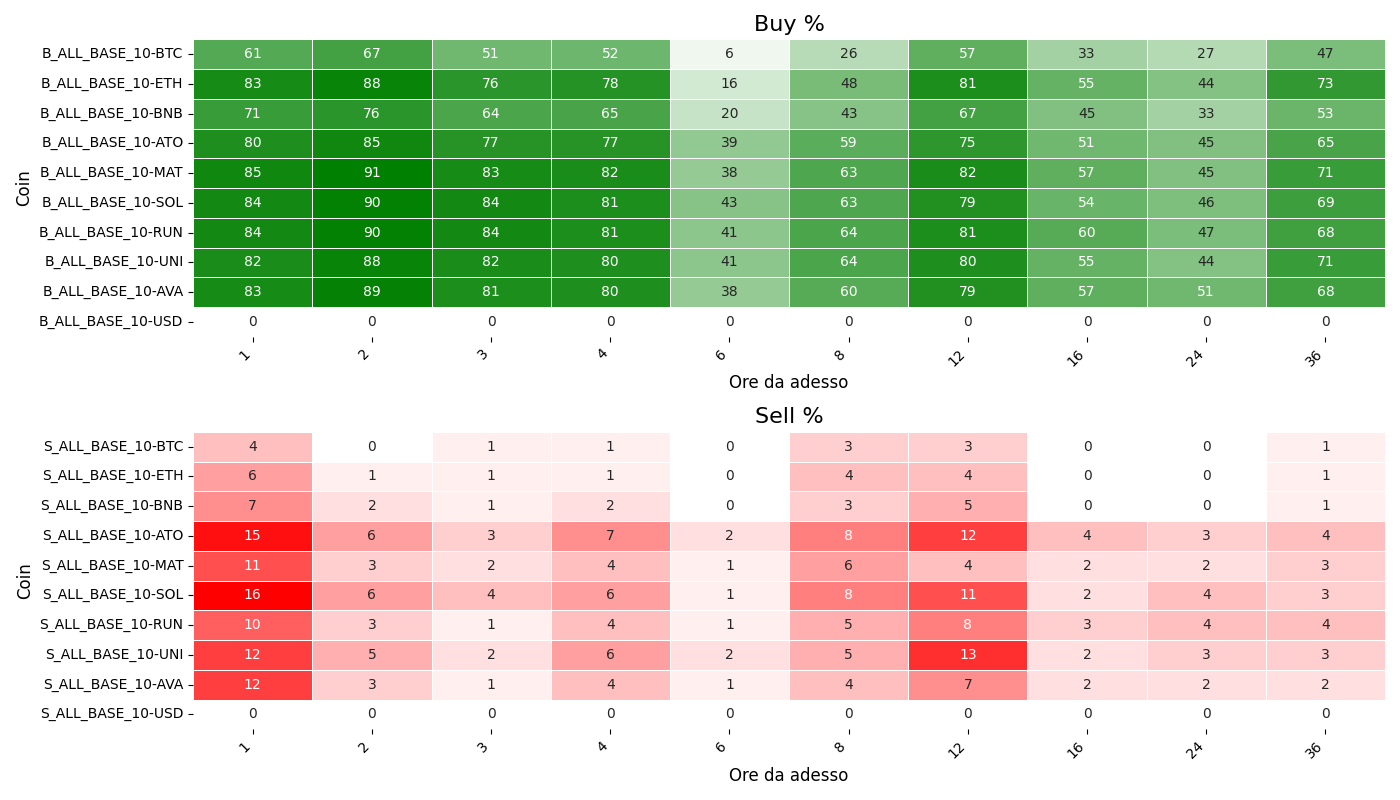 Buy %
Coin
B_ALL_BASE_10-BTC 61 67 51 52 6 26 57 33 27 47
B_ALL_BASE_10-ETH 83 88 76 78 16 48 81 55 44 73
B_ALL_BASE_10-BNB 71 76 64 65 20 43 67 45 33 53
B_ALL_BASE_10-ATO 80 85 77 77 39 59 75 51 45 65
B_ALL_BASE_10-MAT 85 91 83 82 38 63 82 57 45 71
B_ALL_BASE_10-SOL 84 90 84 81 43 63 79 54 46 69
B_ALL_BASE_10-RUN 84 90 84 81 41 64 81 60 47 68
B_ALL_BASE_10-UNI 82 88 82 80 41 64 80 55 44 71
B_ALL_BASE_10-AVA 83 89 81 80 38 60 79 57 51 68
B_ALL_BASE_10-USD 0 0 0 0 0 0 0 0 0 0
1 2 3 4 6 8 12 16 24 36
Ore da adesso
Sell %
Coin
S_ALL_BASE_10-BTC 4 0 1 1 0 3 3 0 0 1
S_ALL_BASE_10-ETH 6 1 1 1 0 4 4 0 0 1
S_ALL_BASE_10-BNB 7 2 1 2 0 3 5 0 0 1
S_ALL_BASE_10-ATO 15 6 3 7 2 8 12 4 3 4
S_ALL_BASE_10-MAT 11 3 2 4 1 6 4 2 2 3
S_ALL_BASE_10-SOL 16 6 4 6 1 8 11 2 4 3
S_ALL_BASE_10-RUN 10 3 1 4 1 5 8 3 4 4
S_ALL_BASE_10-UNI 12 5 2 6 2 5 13 2 3 3
S_ALL_BASE_10-AVA 12 3 1 4 1 4 7 2 2 2
S_ALL_BASE_10-USD 0 0 0 0 0 0 0 0 0 0
1 2 3 4 6 8 12 16 24 36
Ore da adesso